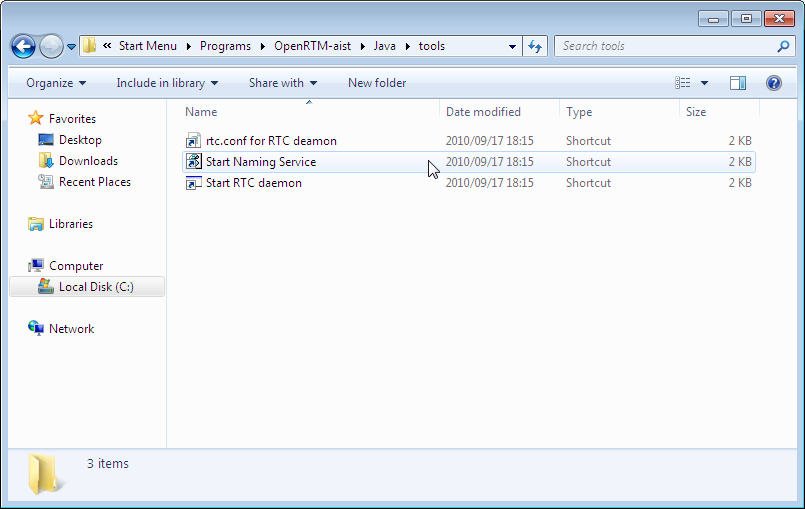 « Start Menu Programs OpenRTM-aist Java tools Search tools
Organize Include in library Share with New folder
Favorites
Desktop
Downloads
Recent Places
Libraries
Computer
Local Disk (C:)
Network
Name Date modified Type Size
rtc.conf for RTC deamon 2010/09/17 18:15 Shortcut 2 KB
Start Naming Service 2010/09/17 18:15 Shortcut 2 KB
Start RTC daemon 2010/09/17 18:15 Shortcut 2 KB
3 items